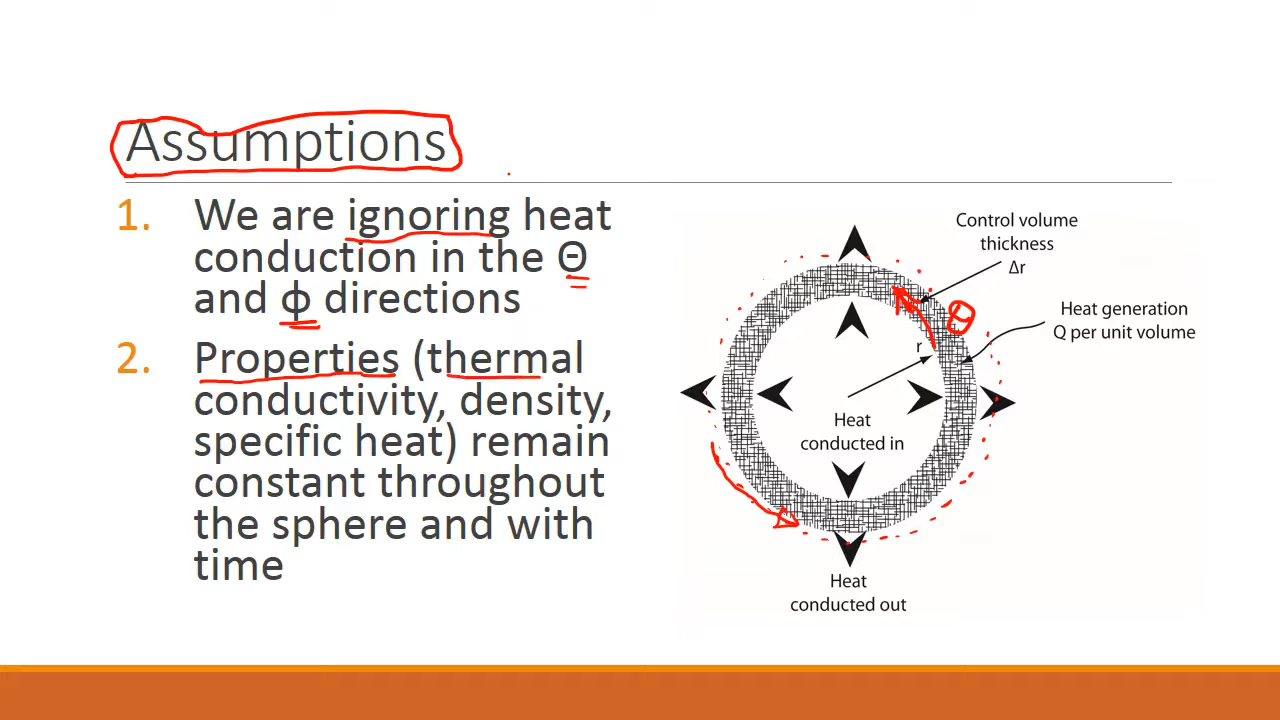 Assumptions
1. We are ignoring heat
conduction in the Θ
and ф directions
2. Properties (thermal
conductivity, density,
specific heat) remain
constant throughout
the sphere and with
time
Control volume
thickness
Δr
Heat generation
Q per unit volume
θ
r
Heat
conducted in
Heat
conducted out